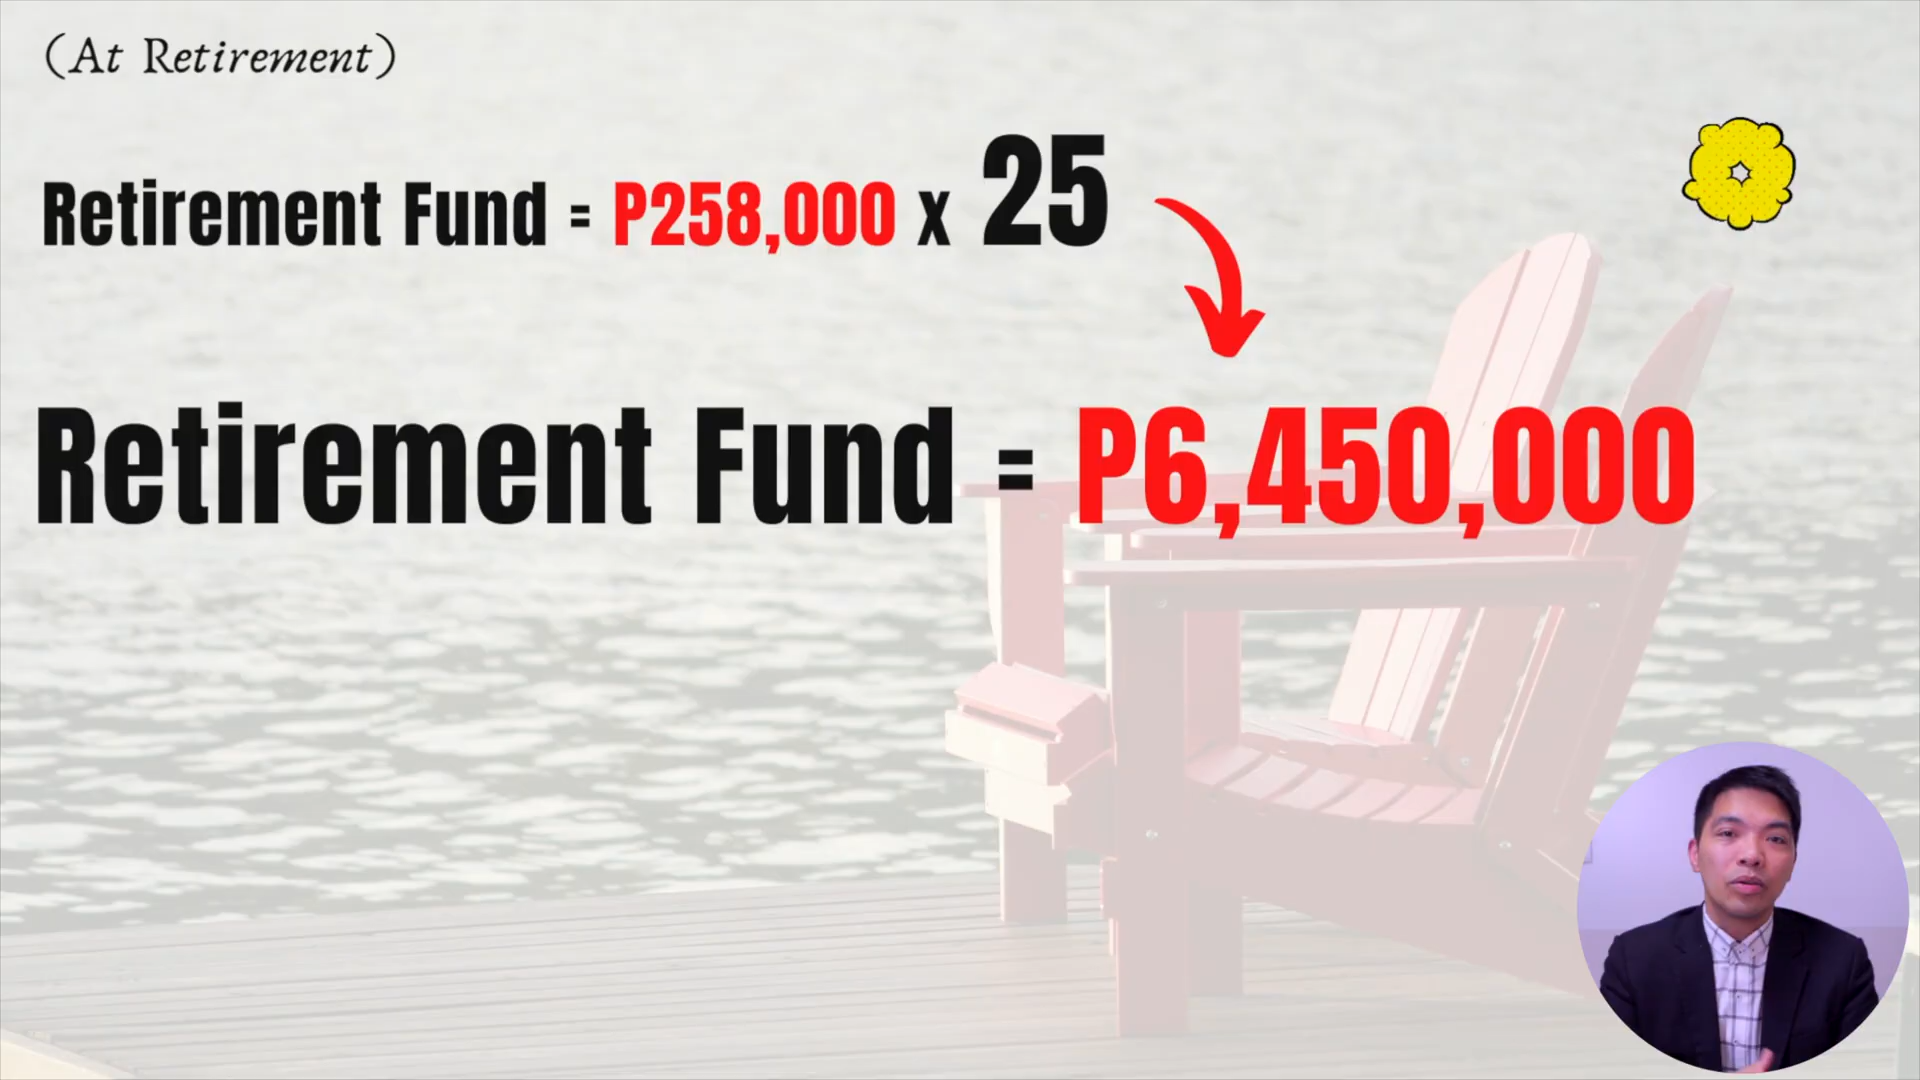 (At Retirement)
Retirement Fund = P258,000 x 25
Retirement Fund = P6,450,000